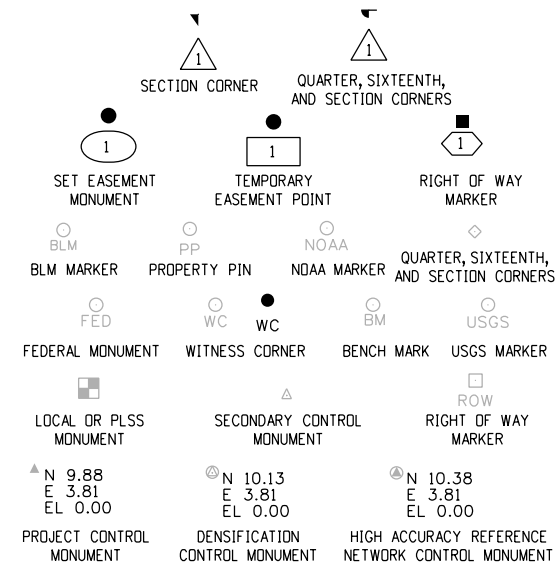 1
SECTION CORNER
1
QUARTER, SIXTEENTH,
AND SECTION CORNERS
1
SET EASEMENT
MONUMENT
1
TEMPORARY
EASEMENT POINT
1
RIGHT OF WAY
MARKER
BLM
BLM MARKER
PP
PROPERTY PIN
NOAA
NOAA MARKER
QUARTER, SIXTEENTH,
AND SECTION CORNERS
FED
FEDERAL MONUMENT
WC
WC
WITNESS CORNER
BM
BENCH MARK
USGS
USGS MARKER
LOCAL OR PLSS
MONUMENT
SECONDARY CONTROL
MONUMENT
ROW
RIGHT OF WAY
MARKER
N 9.88
E 3.81
EL 0.00
PROJECT CONTROL
MONUMENT
N 10.13
E 3.81
EL 0.00
DENSIFICATION
CONTROL MONUMENT
N 10.38
E 3.81
EL 0.00
HIGH ACCURACY REFERENCE
NETWORK CONTROL MONUMENT